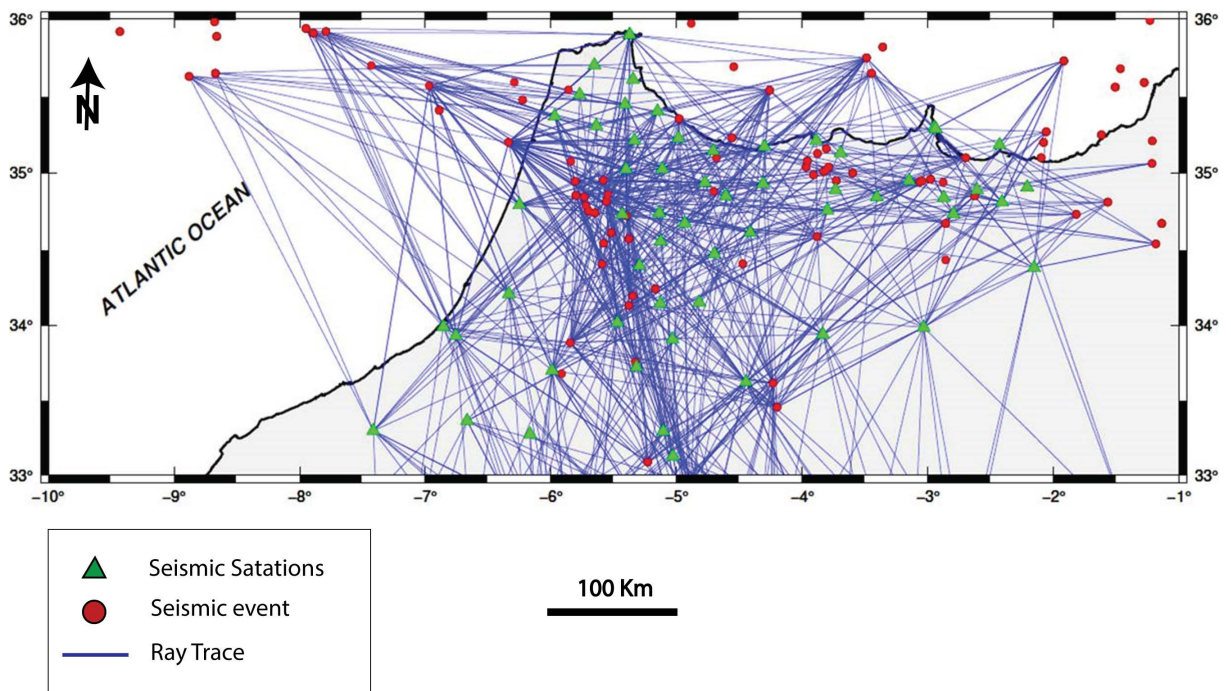 36° 36°
N
35° 35°
ATLANTIC OCEAN
34° 34°
33° 33°
−10° −9° −8° −7° −6° −5° −4° −3° −2° −1°
Seismic Satations
Seismic event
Ray Trace
100 Km